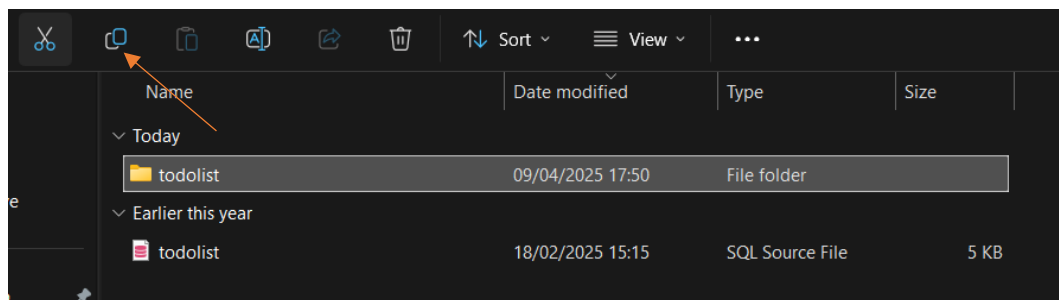 Sort View
Name Date modified Type Size
Today
todolist 09/04/2025 17:50 File folder
Earlier this year
todolist 18/02/2025 15:15 SQL Source File 5 KB